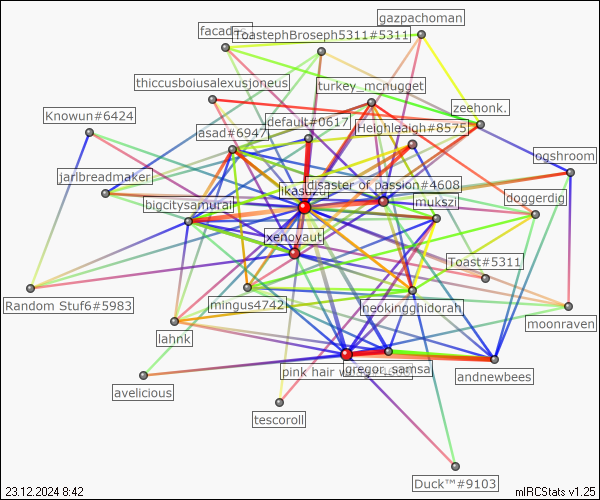 gazpachoman
facade
ToastephBroseph5311#5311
thiccusboiusalexusjoneus
turkey_mcnugget
Knowun#6424
default#0617
zeehonk.
asad#6947
Heighleigh#8575
ogshroom
jarlbreadmaker
ikaszu
disaster of passion#4608
bigcitysamurai
mukszi
doggerdig
xenoyaut
Toast#5311
Random Stuf6#5983
mingus4742
neokingghidorah
moonraven
lahnk
pink hair
gregor_samsa
andnewbees
avelicious
tescoroll
Duck™#9103
23.12.2024 8:42
mIRCStats v1.25